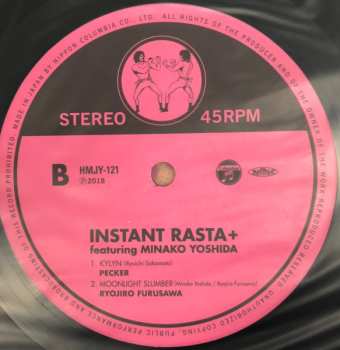 MADE IN JAPAN BY NIPPON COLUMBIA CO., LTD. ALL RIGHTS OF THE PRODUCER AND OF THE OWNER OF THE WORK REPRODUCED RESERVED. UNAUTHORIZED COPYING, PUBLIC PERFORMANCE AND BROADCASTING OF THIS RECORD PROHIBITED.
STEREO 45RPM
B HMJY-121
℗2018
INSTANT RASTA+
featuring MINAKO YOSHIDA
1. KYLYN (Ryuichi Sakamoto)
PECKER
2. MOONLIGHT SLUMBER (Minako Yoshida / Ryojiro Furusawa)
RYOJIRO FURUSAWA